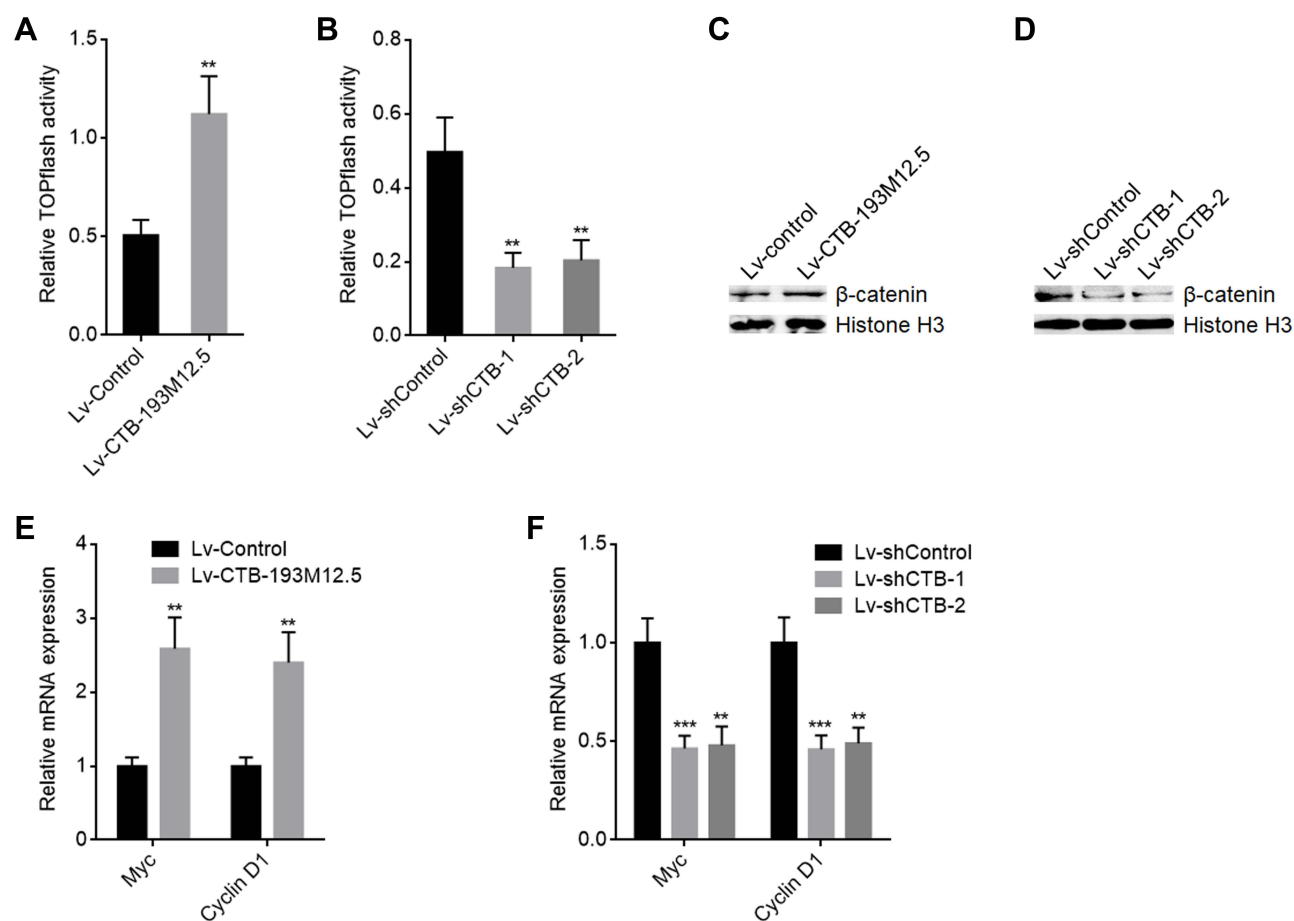 A
Relative TOPflash activity
1.5
1.0
0.5
0.0
**
Lv-Control
Lv-CTB-193M12.5
B
Relative TOPflash activity
0.8
0.6
0.4
0.2
0.0
**
**
Lv-shControl
Lv-shCTB-1
Lv-shCTB-2
C
Lv-control
Lv-CTB-193M12.5
β-catenin
Histone H3
D
Lv-shControl
Lv-shCTB-1
Lv-shCTB-2
β-catenin
Histone H3
E
Lv-Control
Lv-CTB-193M12.5
Relative mRNA expression
4
3
2
1
0
**
**
Myc
Cyclin D1
F
Lv-shControl
Lv-shCTB-1
Lv-shCTB-2
Relative mRNA expression
1.5
1.0
0.5
0.0
***
**
***
**
Myc
Cyclin D1